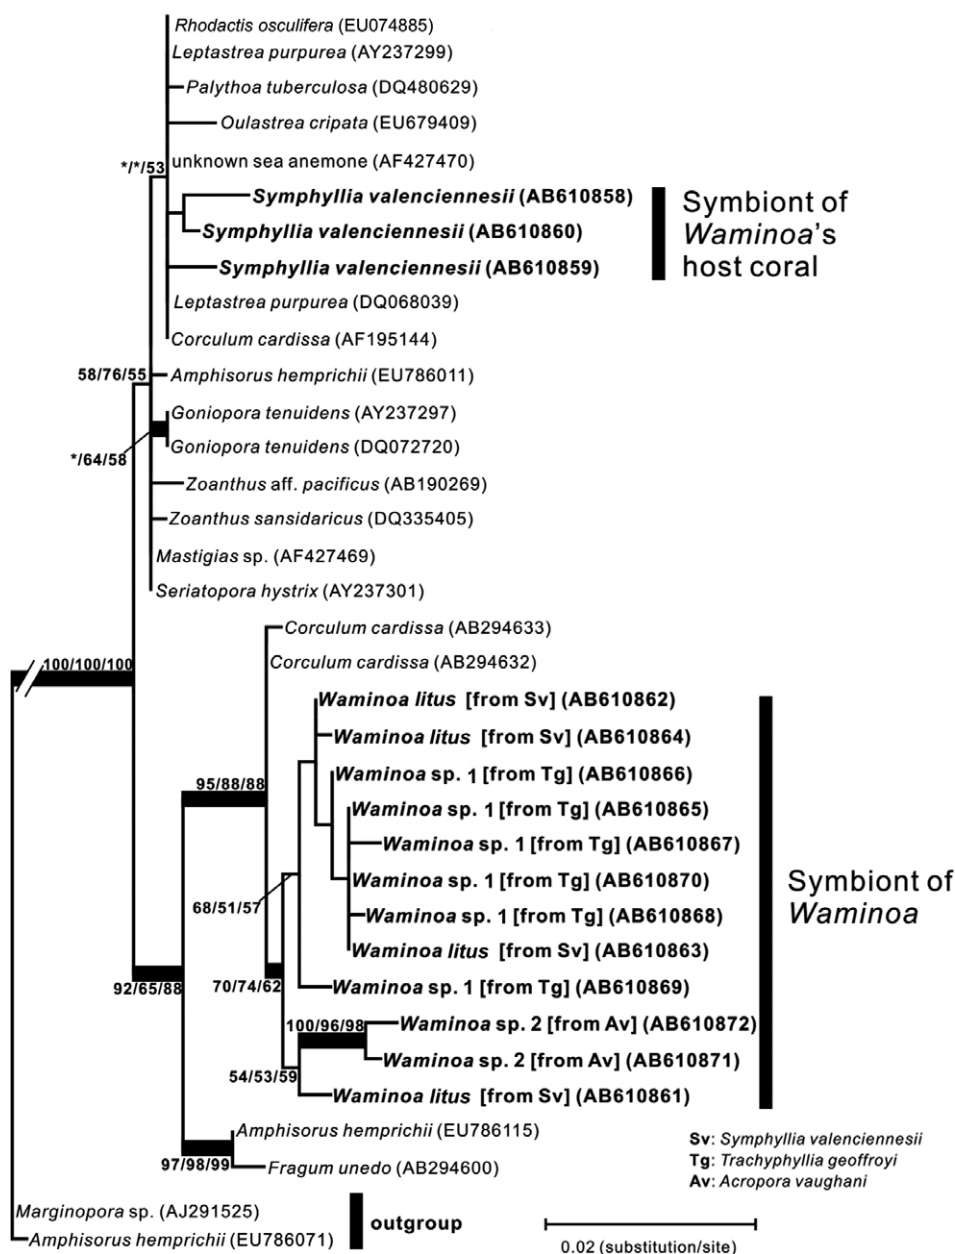 Rhodactis osculifera (EU074885)
Leptastrea purpurea (AY237299)
Palythoa tuberculosa (DQ480629)
Oulastrea cripata (EU679409)
*/*/53
unknown sea anemone (AF427470)
Symphyllia valenciennesii (AB610858)
Symphyllia valenciennesii (AB610860)
Symphyllia valenciennesii (AB610859)
Symbiont of
Waminoa's
host coral
Leptastrea purpurea (DQ068039)
Corculum cardissa (AF195144)
58/76/55
Amphisorus hemprichii (EU786011)
Goniopora tenuidens (AY237297)
Goniopora tenuidens (DQ072720)
*/64/58
Zoanthus aff. pacificus (AB190269)
Zoanthus sansidaricus (DQ335405)
Mastigias sp. (AF427469)
Seriatopora hystrix (AY237301)
Corculum cardissa (AB294633)
100/100/100
Corculum cardissa (AB294632)
Waminoa litus [from Sv] (AB610862)
Waminoa litus [from Sv] (AB610864)
Waminoa sp. 1 [from Tg] (AB610866)
95/88/88
Waminoa sp. 1 [from Tg] (AB610865)
Waminoa sp. 1 [from Tg] (AB610867)
Waminoa sp. 1 [from Tg] (AB610870)
Symbiont of
Waminoa
68/51/57
Waminoa sp. 1 [from Tg] (AB610868)
Waminoa litus [from Sv] (AB610863)
92/65/88
70/74/62
Waminoa sp. 1 [from Tg] (AB610869)
100/96/98
Waminoa sp. 2 [from Av] (AB610872)
Waminoa sp. 2 [from Av] (AB610871)
54/53/59
Waminoa litus [from Sv] (AB610861)
Amphisorus hemprichii (EU786115)
97/98/99
Fragum unedo (AB294600)
Sv: Symphyllia valenciennesii
Tg: Trachyphyllia geoffroyi
Av: Acropora vaughani
Marginopora sp. (AJ291525)
Amphisorus hemprichii (EU786071)
outgroup
0.02 (substitution/site)